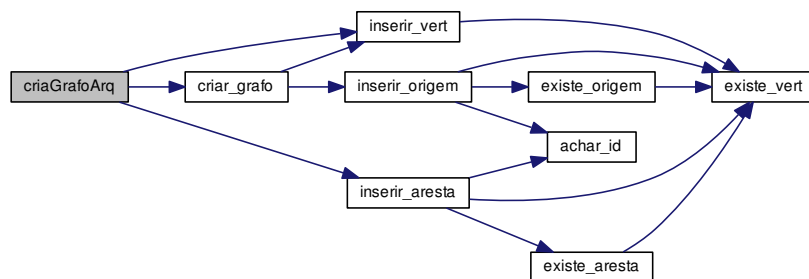 inserir_vert
criaGrafoArq
criar_grafo
inserir_origem
existe_origem
existe_vert
achar_id
inserir_aresta
existe_aresta